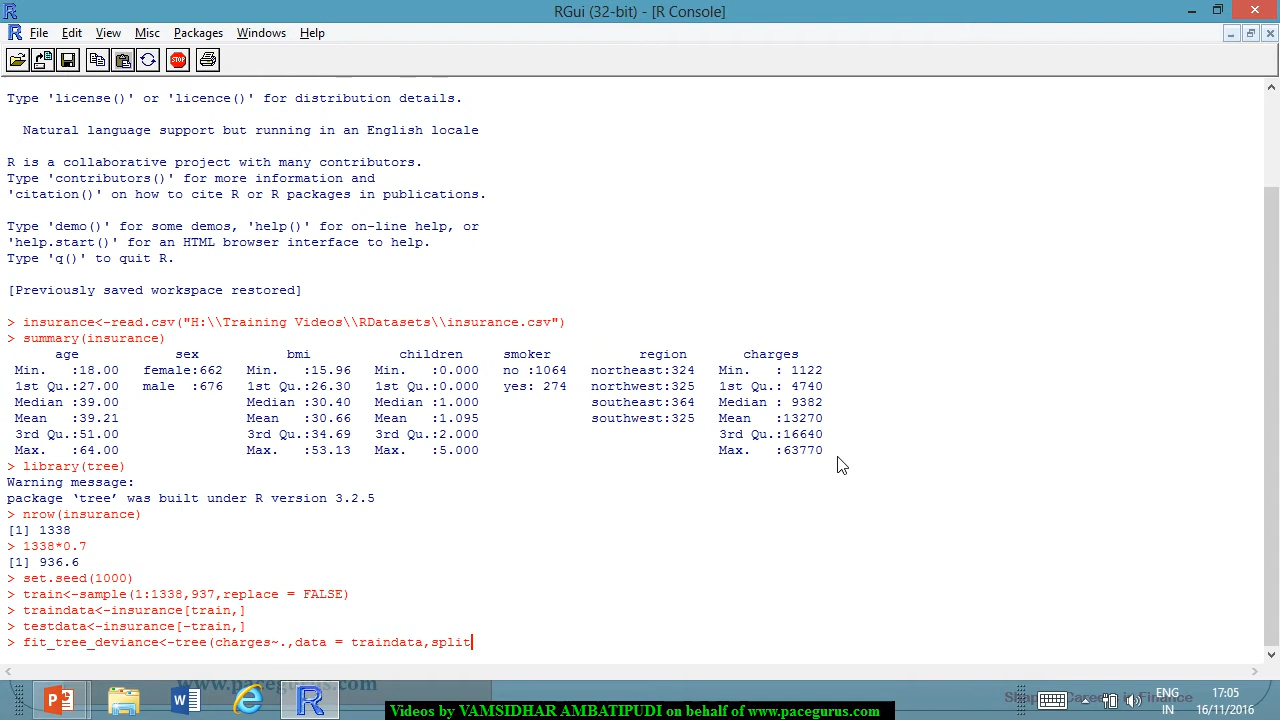 RGui (32-bit) - [R Console]
File Edit View Misc Packages Windows Help
STOP
Type 'license()' or 'licence()' for distribution details.
Natural language support but running in an English locale
R is a collaborative project with many contributors.
Type 'contributors()' for more information and
'citation()' on how to cite R or R packages in publications.
Type 'demo()' for some demos, 'help()' for on-line help, or
'help.start()' for an HTML browser interface to help.
Type 'q()' to quit R.
[Previously saved workspace restored]
> insurance<-read.csv("H:\\Training Videos\\RDatasets\\insurance.csv")
> summary(insurance)
age sex bmi children smoker region charges
Min. :18.00 female:662 Min. :15.96 Min. :0.000 no :1064 northeast:324 Min. : 1122
1st Qu.:27.00 male :676 1st Qu.:26.30 1st Qu.:0.000 yes: 274 northwest:325 1st Qu.: 4740
Median :39.00 Median :30.40 Median :1.000 southeast:364 Median : 9382
Mean :39.21 Mean :30.66 Mean :1.095 southwest:325 Mean :13270
3rd Qu.:51.00 3rd Qu.:34.69 3rd Qu.:2.000 3rd Qu.:16640
Max. :64.00 Max. :53.13 Max. :5.000 Max. :63770
> library(tree)
Warning message:
package ‘tree’ was built under R version 3.2.5
> nrow(insurance)
[1] 1338
> 1338*0.7
[1] 936.6
> set.seed(1000)
> train<-sample(1:1338,937,replace = FALSE)
> traindata<-insurance[train,]
> testdata<-insurance[-train,]
> fit_tree_deviance<-tree(charges~.,data = traindata,split
www.pacegurus.com
ENG 17:05
IN 16/11/2016
Videos by VAMSIDHAR AMBATIPUDI on behalf of www.pacegurus.com